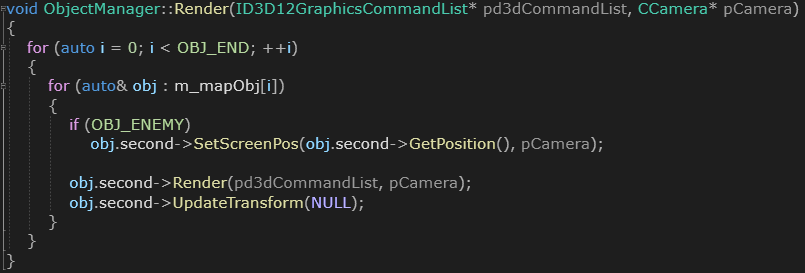 void ObjectManager::Render(ID3D12GraphicsCommandList* pd3dCommandList, CCamera* pCamera)
{
for (auto i = 0; i < OBJ_END; ++i)
{
for (auto& obj : m_mapObj[i])
{
if (OBJ_ENEMY)
obj.second->SetScreenPos(obj.second->GetPosition(), pCamera);
obj.second->Render(pd3dCommandList, pCamera);
obj.second->UpdateTransform(NULL);
}
}
}